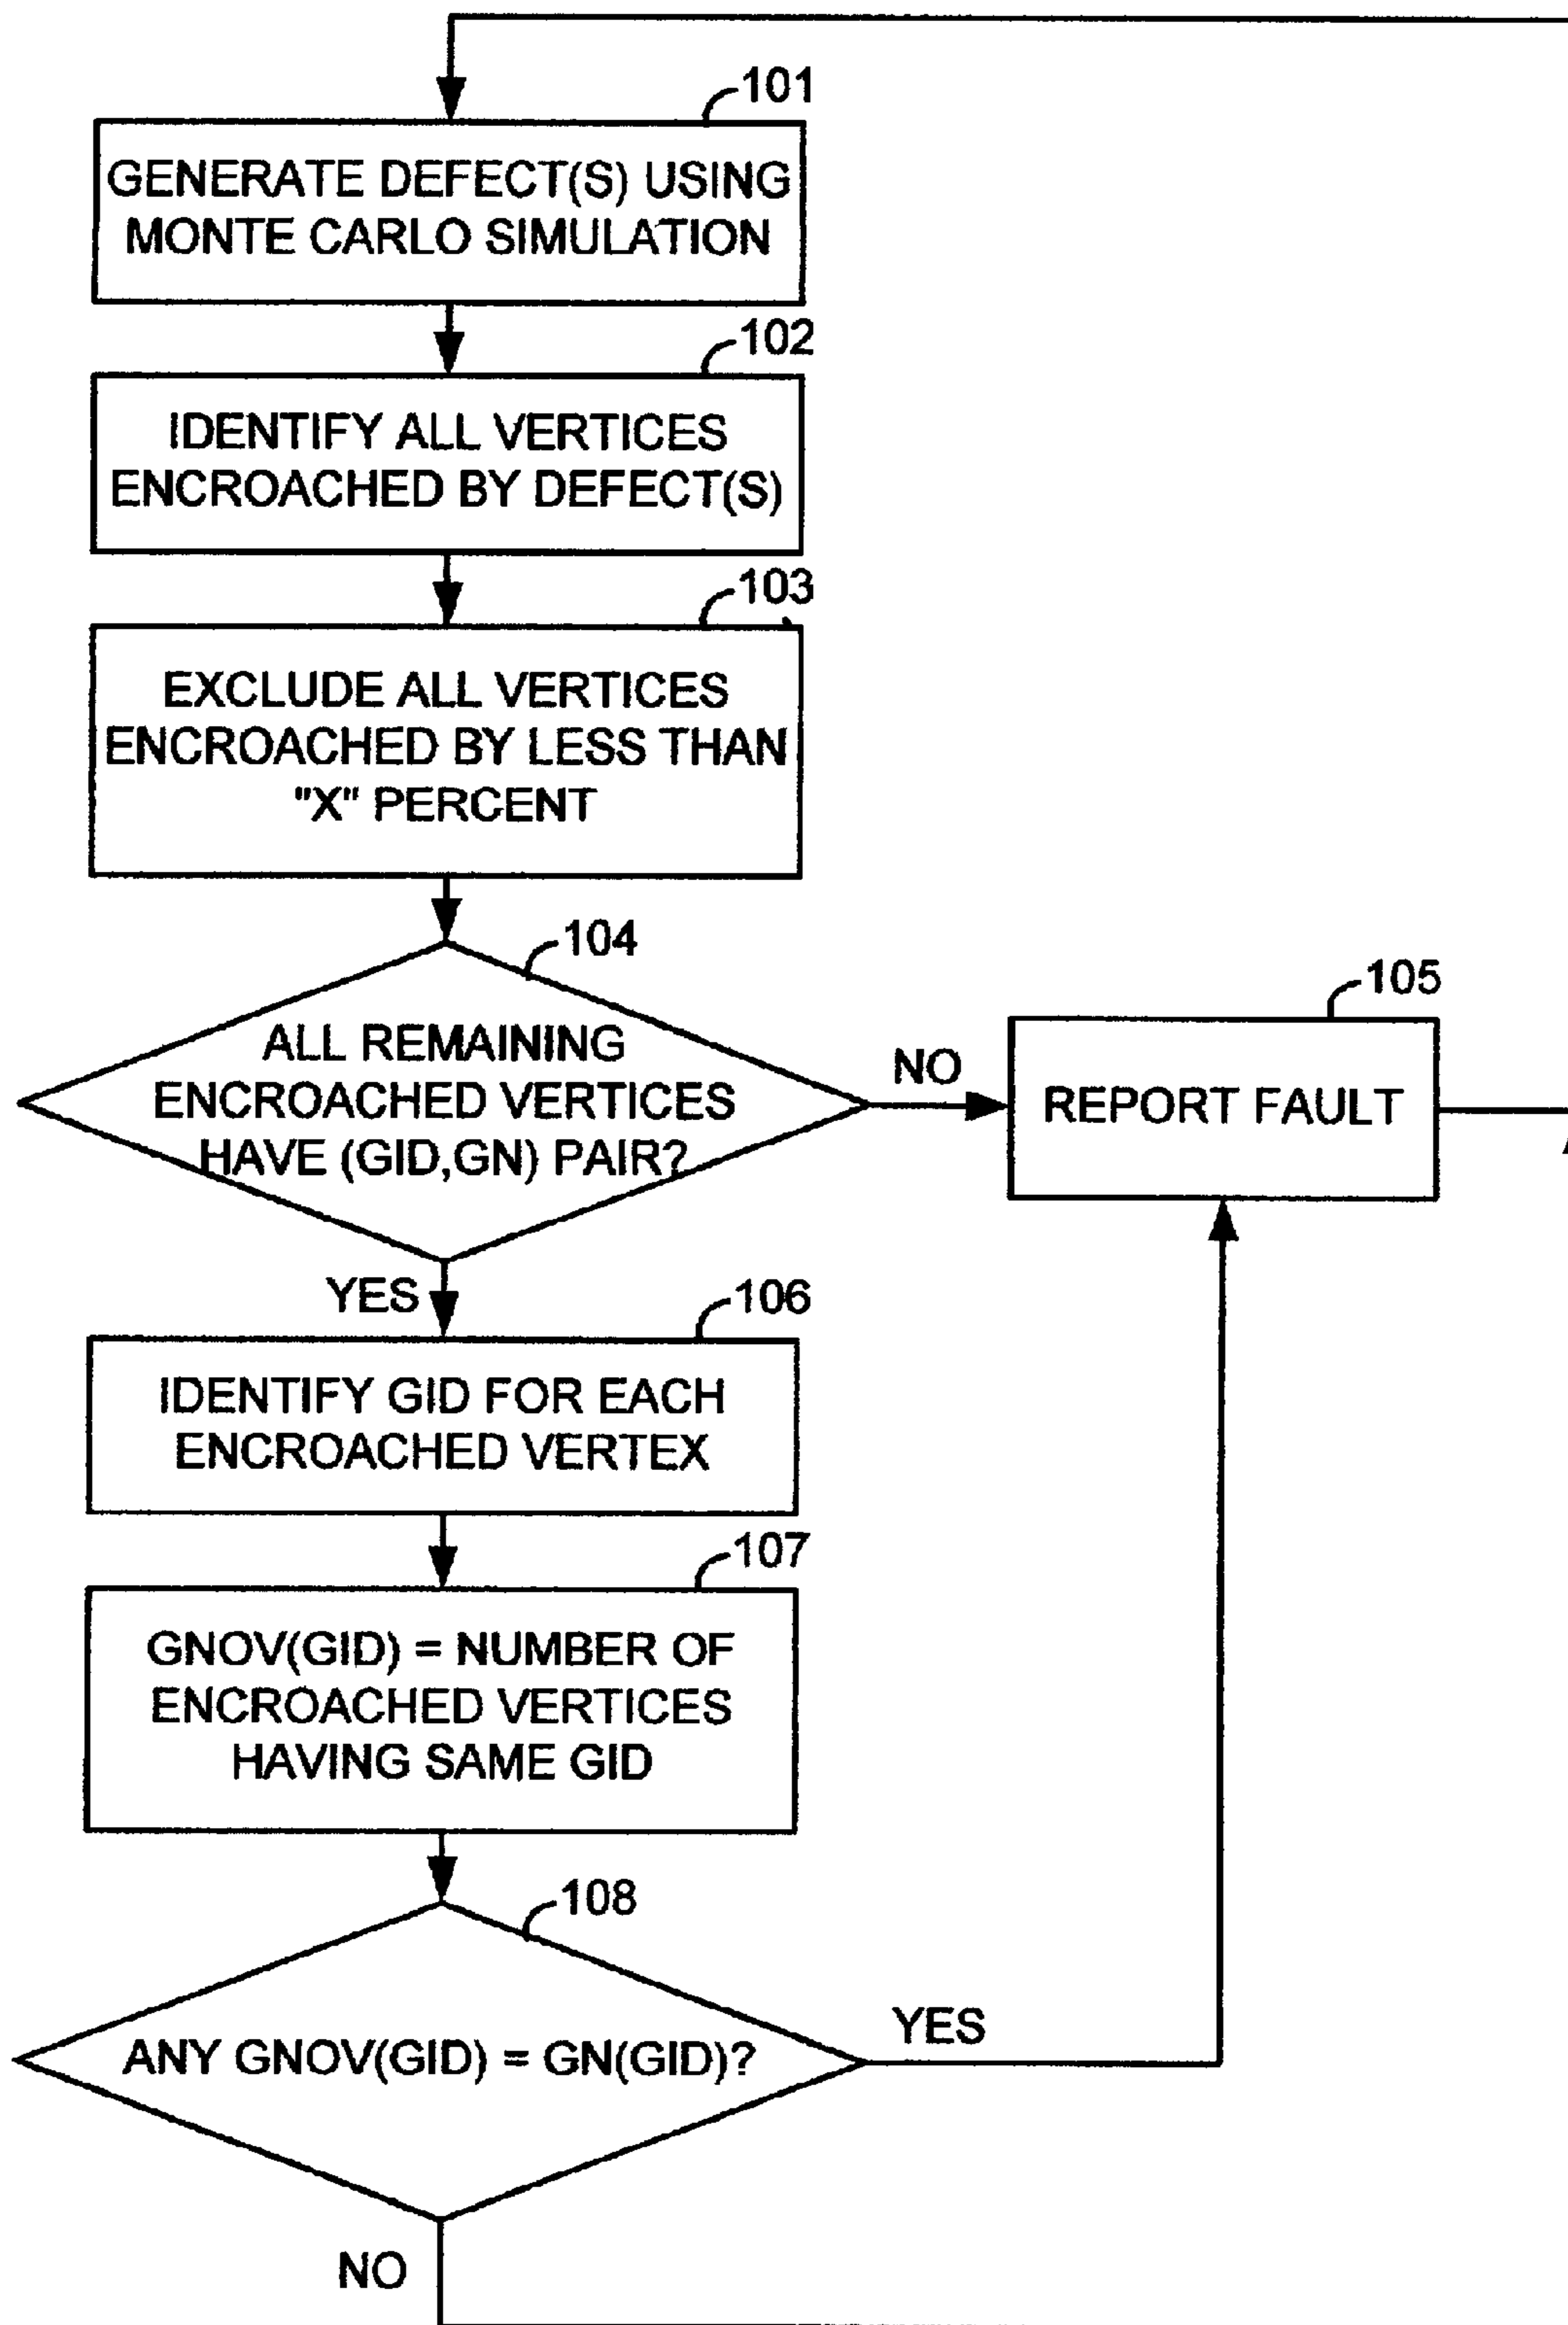 101
GENERATE DEFECT(S) USING
MONTE CARLO SIMULATION
102
IDENTIFY ALL VERTICES
ENCROACHED BY DEFECT(S)
103
EXCLUDE ALL VERTICES
ENCROACHED BY LESS THAN
"X" PERCENT
104
ALL REMAINING
ENCROACHED VERTICES
HAVE (GID,GN) PAIR?
NO
105
REPORT FAULT
YES
106
IDENTIFY GID FOR EACH
ENCROACHED VERTEX
107
GNOV(GID) = NUMBER OF
ENCROACHED VERTICES
HAVING SAME GID
108
ANY GNOV(GID) = GN(GID)?
YES
NO